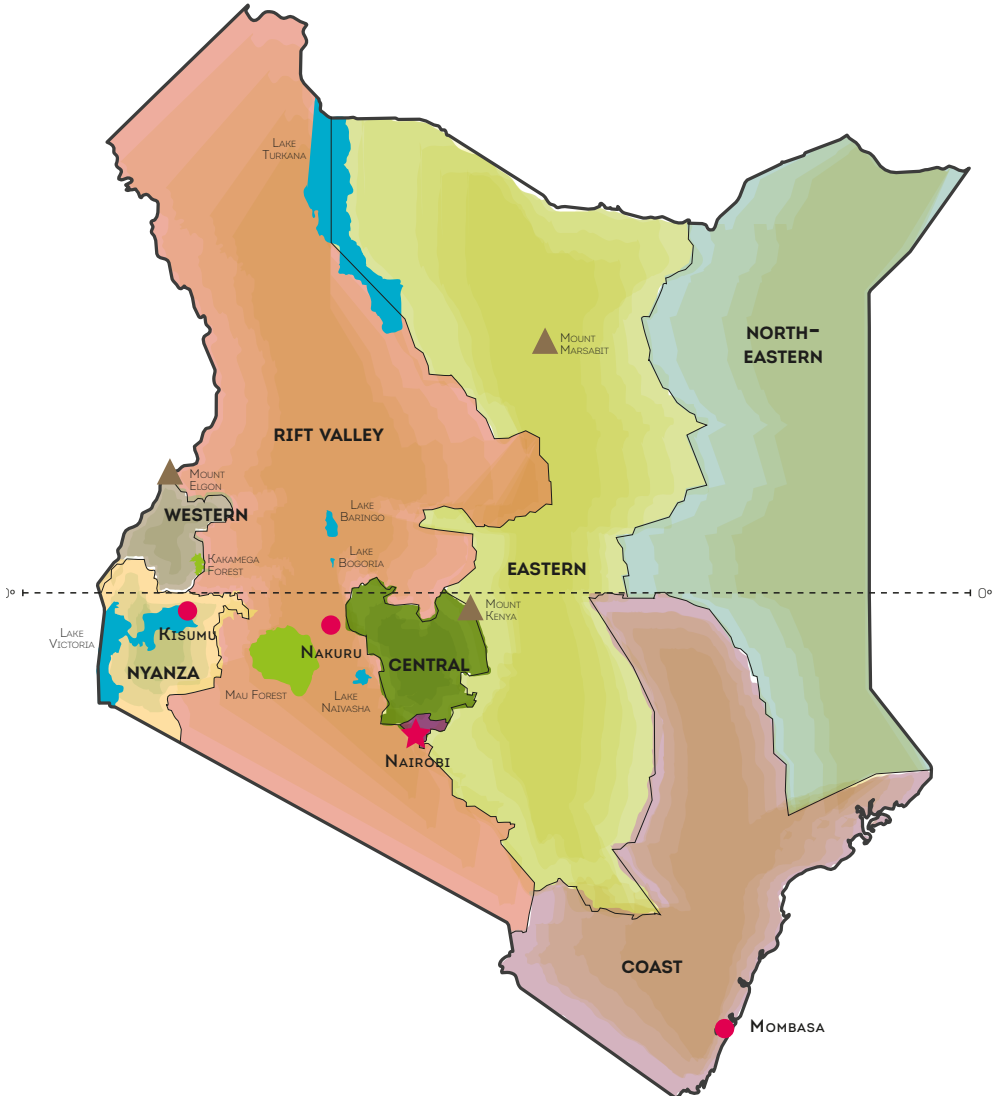 Lake
Turkana
North-
Eastern
Mount
Marsabit
Rift Valley
Mount
Elgon
Western
Lake
Baringo
Lake
Bogoria
Kakamega
Forest
Eastern
0°
0°
Mount
Kenya
Lake
Victoria
Kisumu
Nakuru
Central
Nyanza
Mau Forest
Lake
Naivasha
Nairobi
Coast
Mombasa